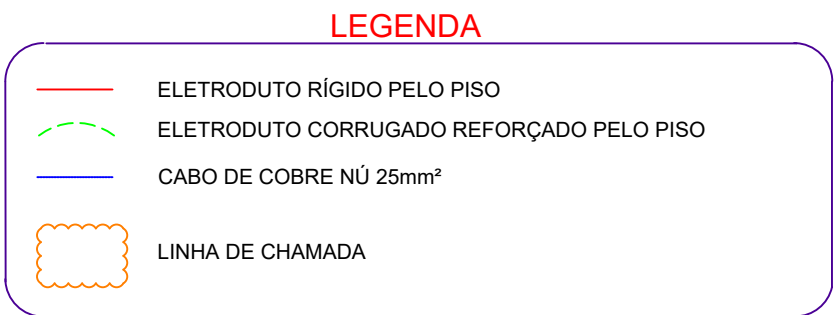 LEGENDA
ELETRODUTO RÍGIDO PELO PISO
ELETRODUTO CORRUGADO REFORÇADO PELO PISO
CABO DE COBRE NÚ 25mm²
LINHA DE CHAMADA